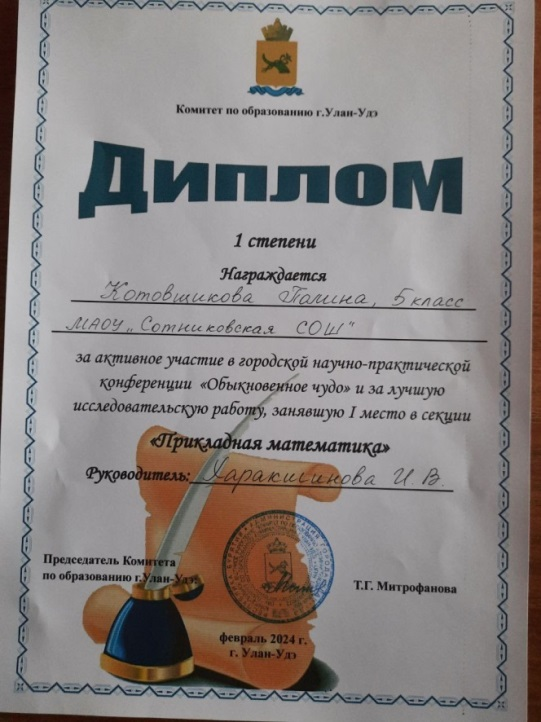 Комитет по образованию г.Улан-Удэ
Диплом
1 степени
Награждается
Котовщикова Полина, 5 класс
МАОУ „Сотниковская СОШ"
за активное участие в городской научно-практической
конференции «Обыкновенное чудо» и за лучшую
исследовательскую работу, занявшую I место в секции
«Прикладная математика»
Руководитель: Харакшинова И. В.
Председатель Комитета
по образованию г.Улан-Удэ
Т.Г. Митрофанова
февраль 2024 г.
г. Улан-Удэ